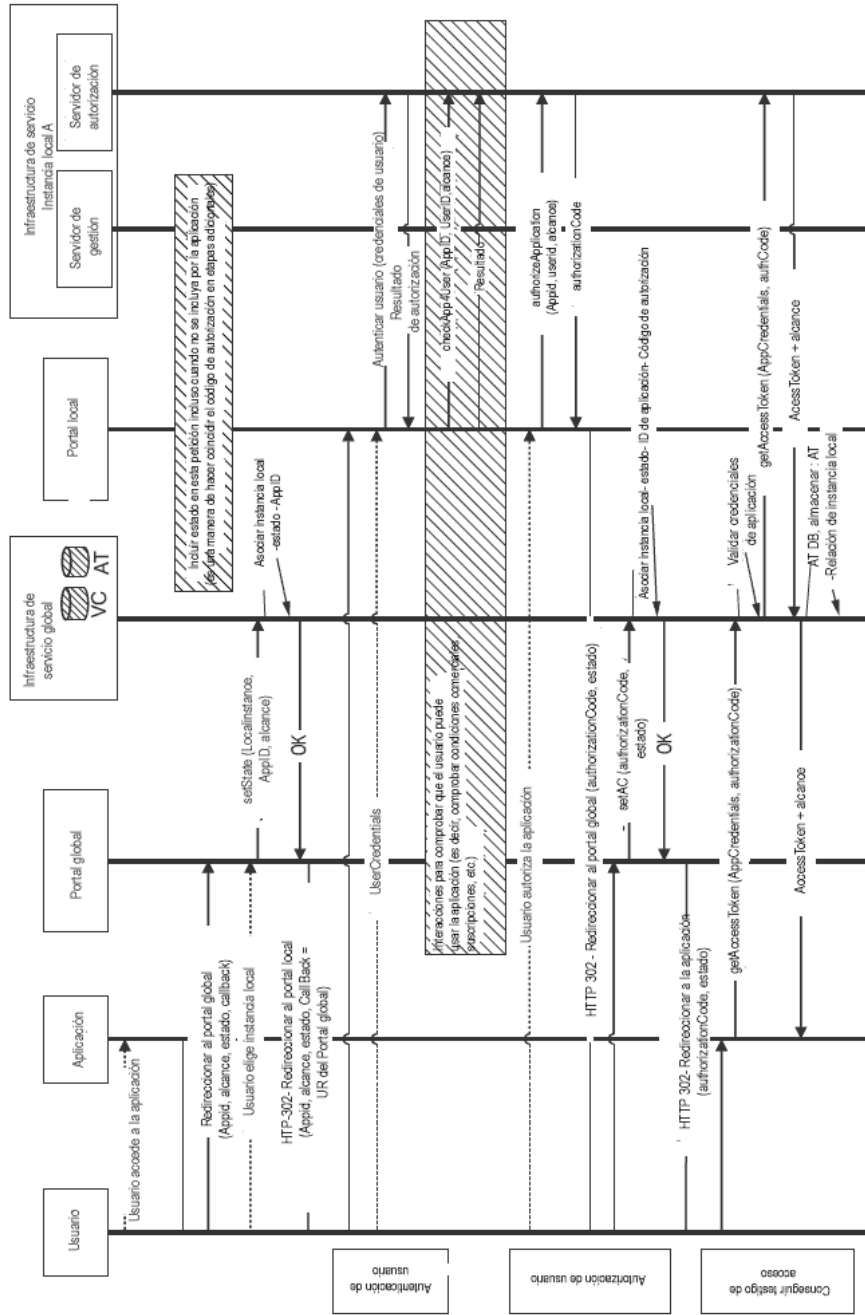 Usuario
Aplicación
Portal global
Infraestructura de
servicio global
VC
AT
Portal local
Infraestructura de servicio
Instancia local A
Servidor de
gestión
Servidor de
autorización
Usuario accede a la aplicación
Redireccionar al portal global
(Appid, alcance, estado, callback)
Incluir estado en esta petición incluso cuando no se incluya por la aplicación
(es una manera de hacer coincidir el código de autorización en etapas adicionales)
Usuario elige instancia local
setState (LocalInstance,
AppID, alcance)
Asociar instancia local
-estado - AppID
HTP-302- Redireccionar al portal local
(Appid, alcance, estado, Call Back =
UR del Portal global)
OK
Autenticación de
usuario
UserCredentials
Autenticar usuario (credenciales de usuario)
Resultado
de autorización
Interacciones para comprobar que el usuario puede
usar la aplicación (es decir, comprobar condiciones comerciales,
suscripciones, etc.)
checkApp4User (AppID, UserID, alcance)
Resultado
Autorización de usuario
Usuario autoriza la aplicación
authorizeApplication
(Appid, userid, alcance)
authorizationCode
HTTP 302 - Redireccionar al portal global (authorizationCode, estado)
setAC (authorizationCode,
estado)
Asociar instancia local- estado- ID de aplicación- Código de autorización
OK
HTTP 302- Redireccionar a la aplicación
(authorizationCode, estado)
Conseguir testigo de
acceso
getAccessToken (AppCredentials, authorizationCode)
Validar credenciales
de aplicación
getAccessToken (AppCredentials, authCode)
AcessToken + alcance
AT DB, almacenar : AT
-Relación de instancia local
AccessToken + alcance